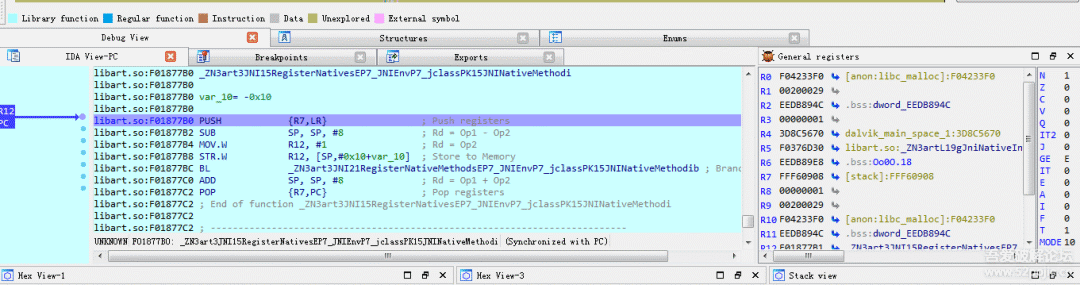 Library function Regular function Instruction Data Unexplored External symbol
Debug View Structures Enums
IDA View-PC Breakpoints Exports
libart.so:F01877B0 _ZN3art3JNI15RegisterNativesEP7_JNIEnvP7_jclassPK15JNINativeMethodi
libart.so:F01877B0
libart.so:F01877B0 var_10= -0x10
libart.so:F01877B0
libart.so:F01877B0 PUSH {R7,LR} ; Push registers
libart.so:F01877B2 SUB SP, SP, #8 ; Rd = Op1 - Op2
libart.so:F01877B4 MOV.W R12, #1 ; Rd = Op2
libart.so:F01877B8 STR.W R12, [SP,#0x10+var_10] ; Store to Memory
libart.so:F01877BC BL _ZN3art3JNI21RegisterNativeMethodsEP7_JNIEnvP7_jclassPK15JNINativeMethodib ; Branc
libart.so:F01877C0 ADD SP, SP, #8 ; Rd = Op1 + Op2
libart.so:F01877C2 POP {R7,PC} ; Pop registers
libart.so:F01877C2 ; End of function _ZN3art3JNI15RegisterNativesEP7_JNIEnvP7_jclassPK15JNINativeMethodi
libart.so:F01877C2
libart.so:F01877C2 ;
R12
PC
UNKNOWN F01877B0: _ZN3art3JNI15RegisterNativesEP7_JNIEnvP7_jclassPK15JNINativeMethodi (Synchronized with PC)
General registers
R0 F04233F0 [anon:libc_malloc]:F04233F0
R1 00200029
R2 EEDB894C .bss:dword_EEDB894C
R3 00000001
R4 3D8C5670 dalvik_main_space_1:3D8C5670
R5 F0376D30 libart.so:_ZN3artL19gJniNativeIn
R6 EEDB89E8 .bss:0o0O.18
R7 FFF60908 [stack]:FFF60908
R8 00000001
R9 00200029
R10 F04233F0 [anon:libc_malloc]:F04233F0
R11 EEDB894C .bss:dword_EEDB894C
R12 F01877B1 _ZN3art3JNI15RegisterNativesEP7
N 1
Z 0
C 0
V 0
Q 0
IT2 0
J 0
GE 0
E 0
A 0
I 0
F 0
T 1
MODE 10
Hex View-1 Hex View-3 Stack view
吾爱破解论坛